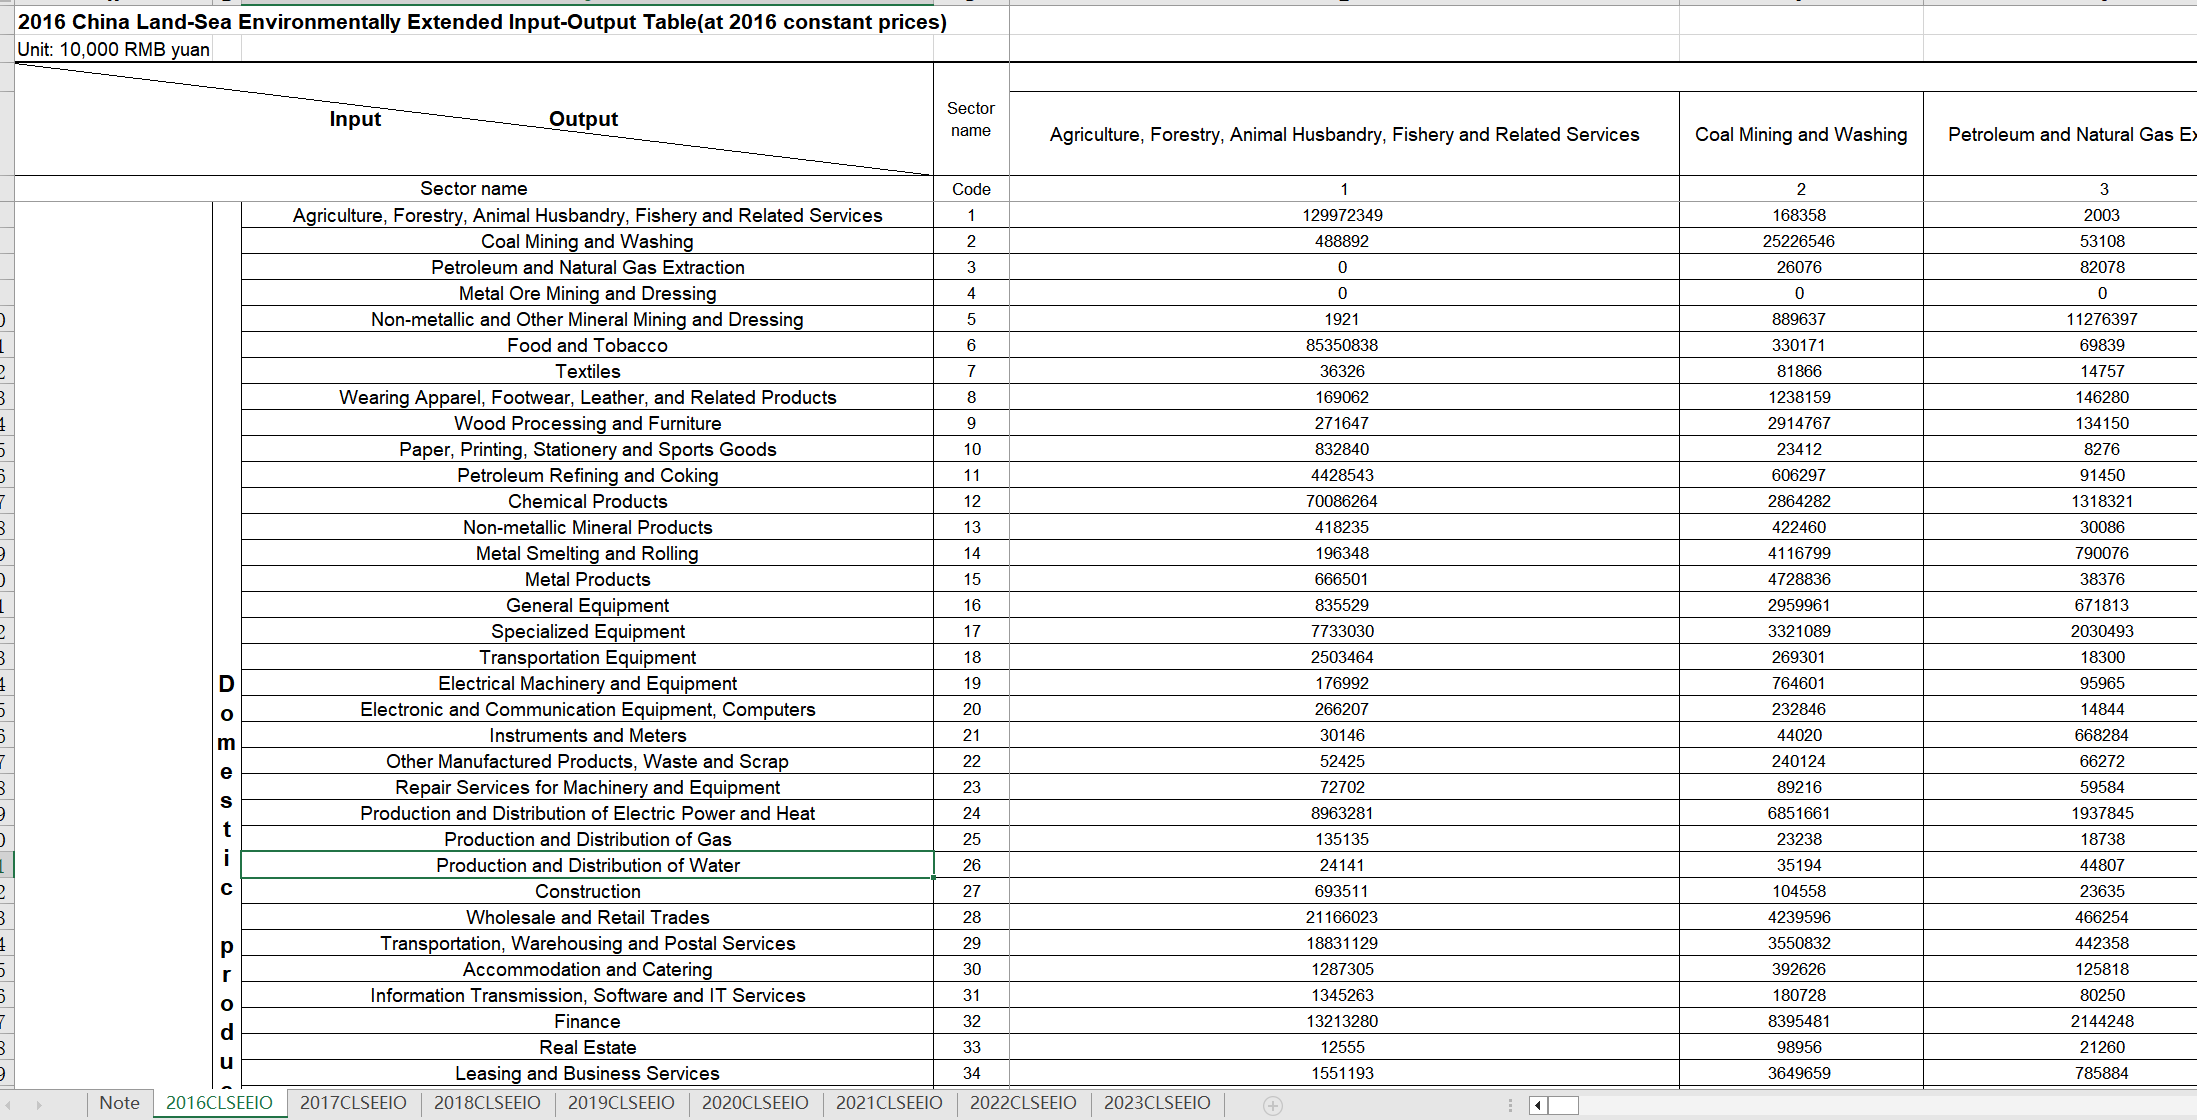 2016 China Land-Sea Environmentally Extended Input-Output Table(at 2016 constant prices)
Unit: 10,000 RMB yuan
Input Output Sector name Agriculture, Forestry, Animal Husbandry, Fishery and Related Services Coal Mining and Washing Petroleum and Natural Gas
Sector name Code 1 2 3
Agriculture, Forestry, Animal Husbandry, Fishery and Related Services 1 129972349 168358 2003
Coal Mining and Washing 2 488892 25226546 53108
Petroleum and Natural Gas Extraction 3 0 26076 82078
Metal Ore Mining and Dressing 4 0 0 0
Non-metallic and Other Mineral Mining and Dressing 5 1921 889637 11276397
Food and Tobacco 6 85350838 330171 69839
Textiles 7 36326 81866 14757
Wearing Apparel, Footwear, Leather, and Related Products 8 169062 1238159 146280
Wood Processing and Furniture 9 271647 2914767 134150
Paper, Printing, Stationery and Sports Goods 10 832840 23412 8276
Petroleum Refining and Coking 11 4428543 606297 91450
Chemical Products 12 70086264 2864282 1318321
Non-metallic Mineral Products 13 418235 422460 30086
Metal Smelting and Rolling 14 196348 4116799 790076
Metal Products 15 666501 4728836 38376
General Equipment 16 835529 2959961 671813
Specialized Equipment 17 7733030 3321089 2030493
Transportation Equipment 18 2503464 269301 18300
Electrical Machinery and Equipment 19 176992 764601 95965
Electronic and Communication Equipment, Computers 20 266207 232846 14844
Instruments and Meters 21 30146 44020 668284
Other Manufactured Products, Waste and Scrap 22 52425 240124 66272
Repair Services for Machinery and Equipment 23 72702 89216 59584
Production and Distribution of Electric Power and Heat 24 8963281 6851661 1937845
Production and Distribution of Gas 25 135135 23238 18738
Production and Distribution of Water 26 24141 35194 44807
Construction 27 693511 104558 23635
Wholesale and Retail Trades 28 21166023 4239596 466254
Transportation, Warehousing and Postal Services 29 18831129 3550832 442358
Accommodation and Catering 30 1287305 392626 125818
Information Transmission, Software and IT Services 31 1345263 180728 80250
Finance 32 13213280 8395481 2144248
Real Estate 33 12555 98956 21260
Leasing and Business Services 34 1551193 3649659 785884
Domestic produ
Note 2016CLSEEIO 2017CLSEEIO 2018CLSEEIO 2019CLSEEIO 2020CLSEEIO 2021CLSEEIO 2022CLSEEIO 2023CLSEEIO